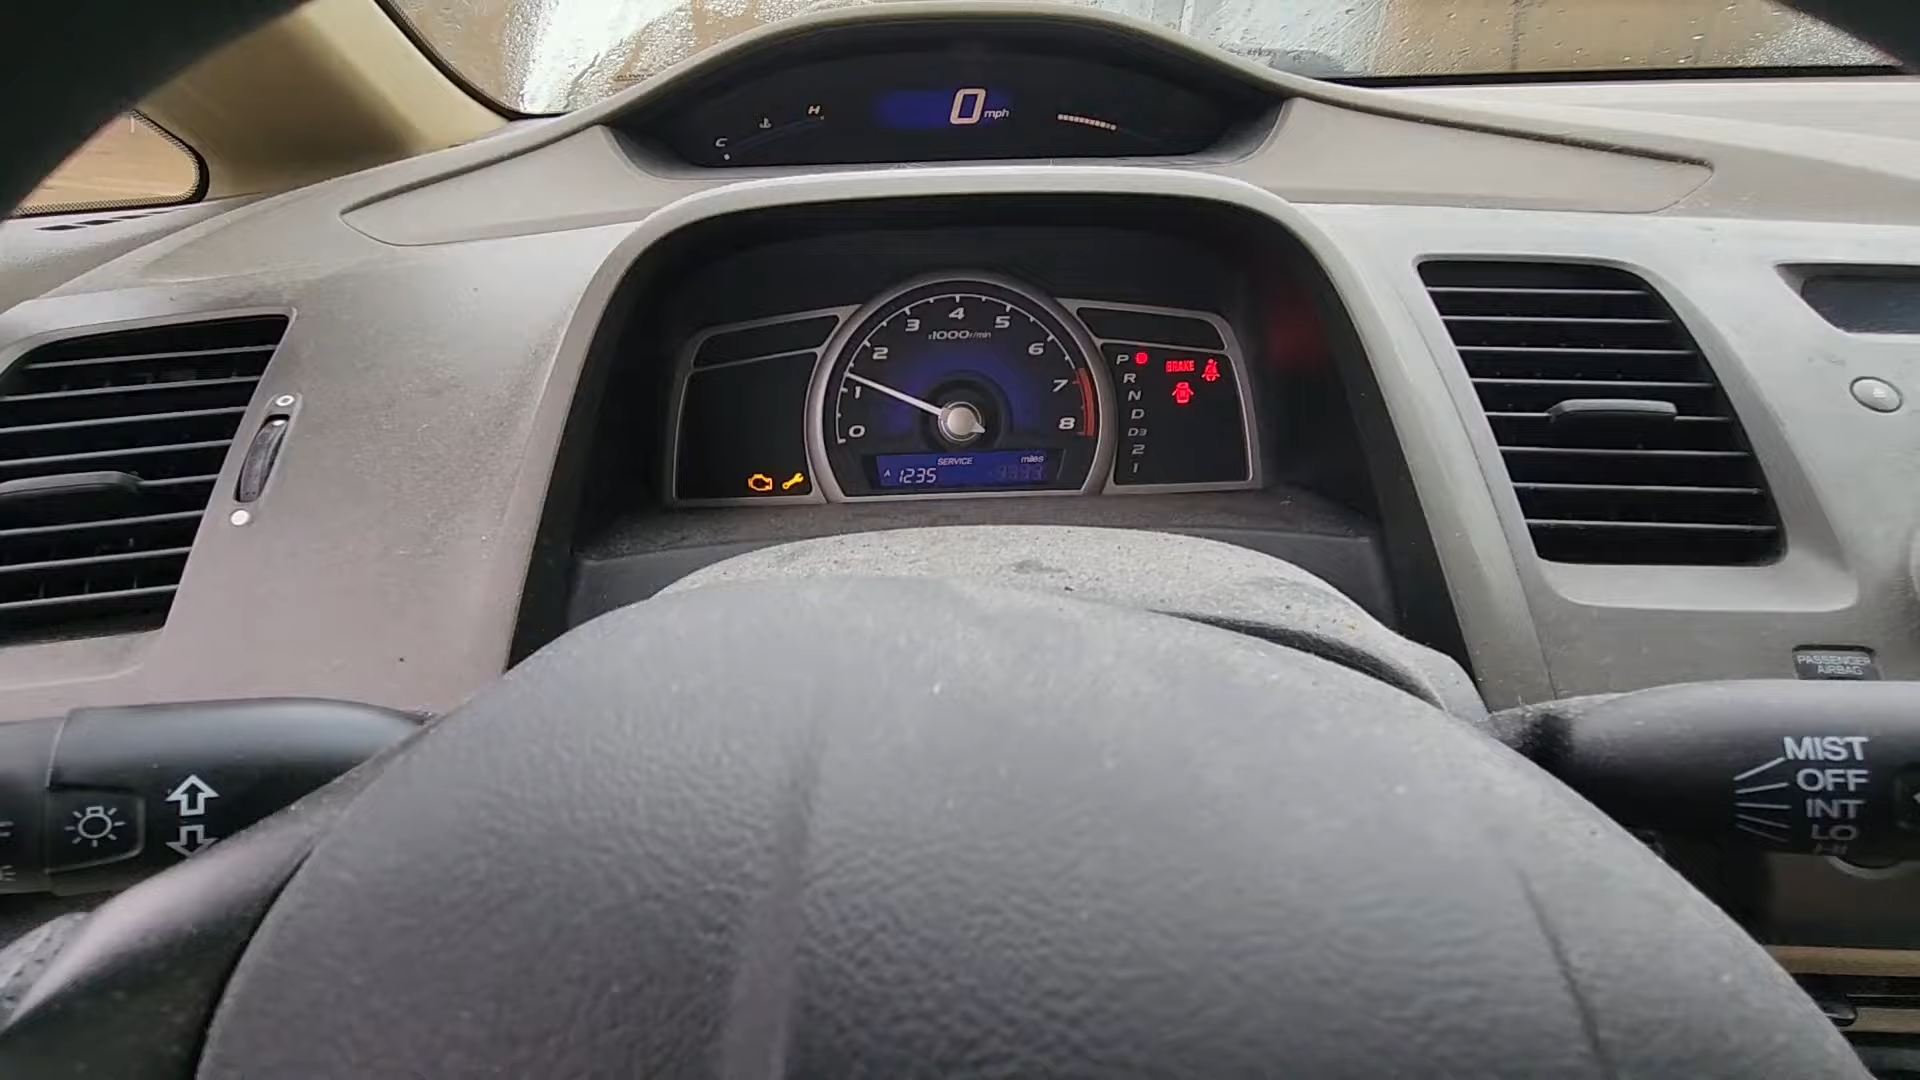 0 mph
C
H
0
1
2
3
4
5
6
7
8
x1000r/min
SERVICE
miles
A 1235
P
R
N
D
D3
2
1
BRAKE
PASSENGER
AIRBAG
MIST
OFF
INT
LO